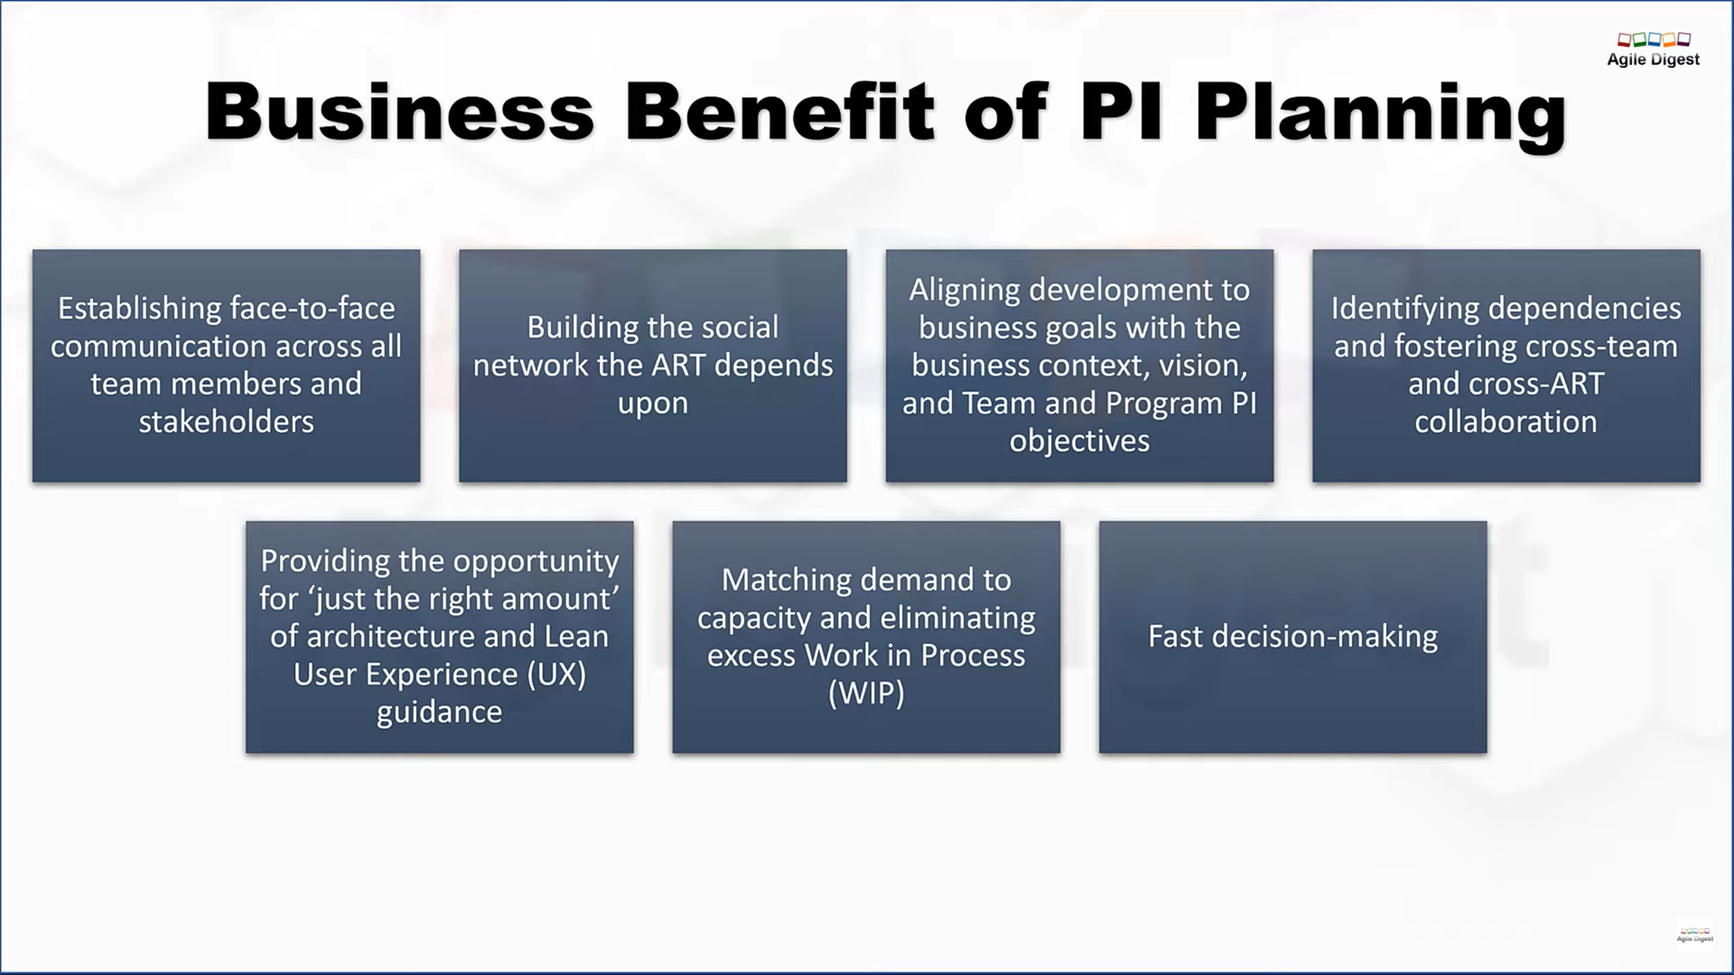 Agile Digest
Business Benefit of PI Planning
Establishing face-to-face
communication across all
team members and
stakeholders
Building the social
network the ART depends
upon
Aligning development to
business goals with the
business context, vision,
and Team and Program PI
objectives
Identifying dependencies
and fostering cross-team
and cross-ART
collaboration
Providing the opportunity
for ‘just the right amount’
of architecture and Lean
User Experience (UX)
guidance
Matching demand to
capacity and eliminating
excess Work in Process
(WIP)
Fast decision-making
Agile Digest